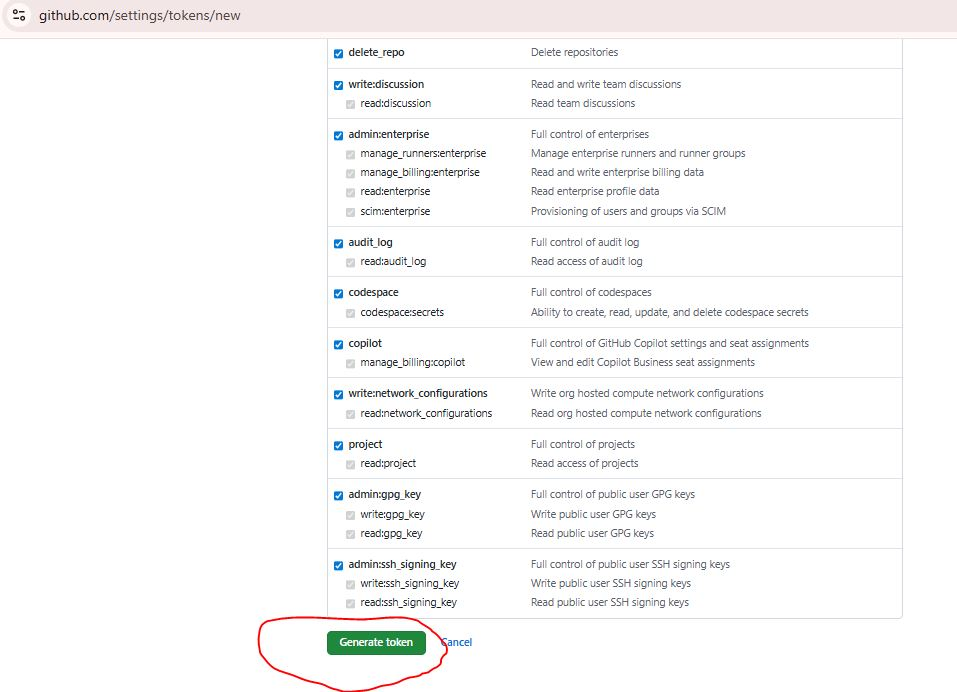 github.com/settings/tokens/new
delete_repo Delete repositories
write:discussion Read and write team discussions
read:discussion Read team discussions
admin:enterprise Full control of enterprises
manage_runners:enterprise Manage enterprise runners and runner groups
manage_billing:enterprise Read and write enterprise billing data
read:enterprise Read enterprise profile data
scim:enterprise Provisioning of users and groups via SCIM
audit_log Full control of audit log
read:audit_log Read access of audit log
codespace Full control of codespaces
codespace:secrets Ability to create, read, update, and delete codespace secrets
copilot Full control of GitHub Copilot settings and seat assignments
manage_billing:copilot View and edit Copilot Business seat assignments
write:network_configurations Write org hosted compute network configurations
read:network_configurations Read org hosted compute network configurations
project Full control of projects
read:project Read access of projects
admin:gpg_key Full control of public user GPG keys
write:gpg_key Write public user GPG keys
read:gpg_key Read public user GPG keys
admin:ssh_signing_key Full control of public user SSH signing keys
write:ssh_signing_key Write public user SSH signing keys
read:ssh_signing_key Read public user SSH signing keys
Generate token Cancel